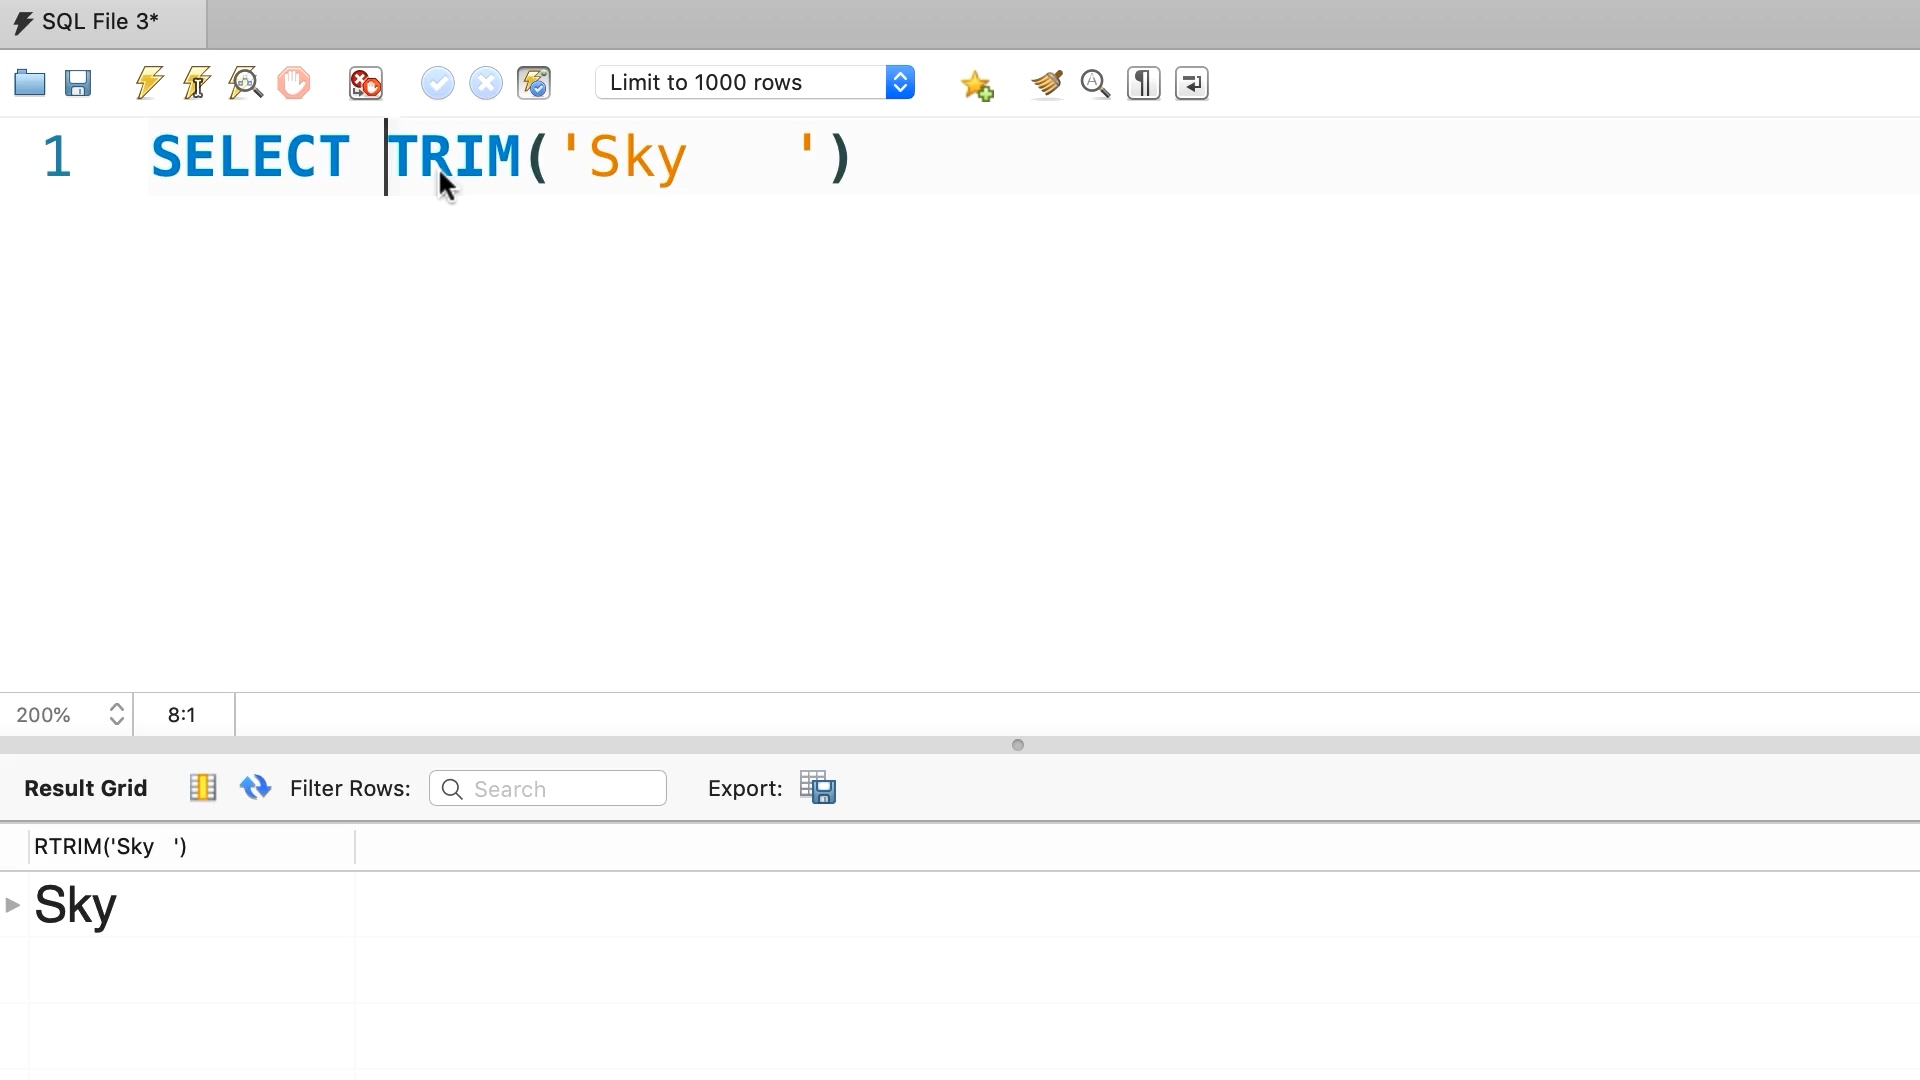 SQL File 3*
Limit to 1000 rows
1 SELECT TRIM('Sky   ')
200% 8:1
Result Grid Filter Rows: Search Export:
RTRIM('Sky   ')
Sky